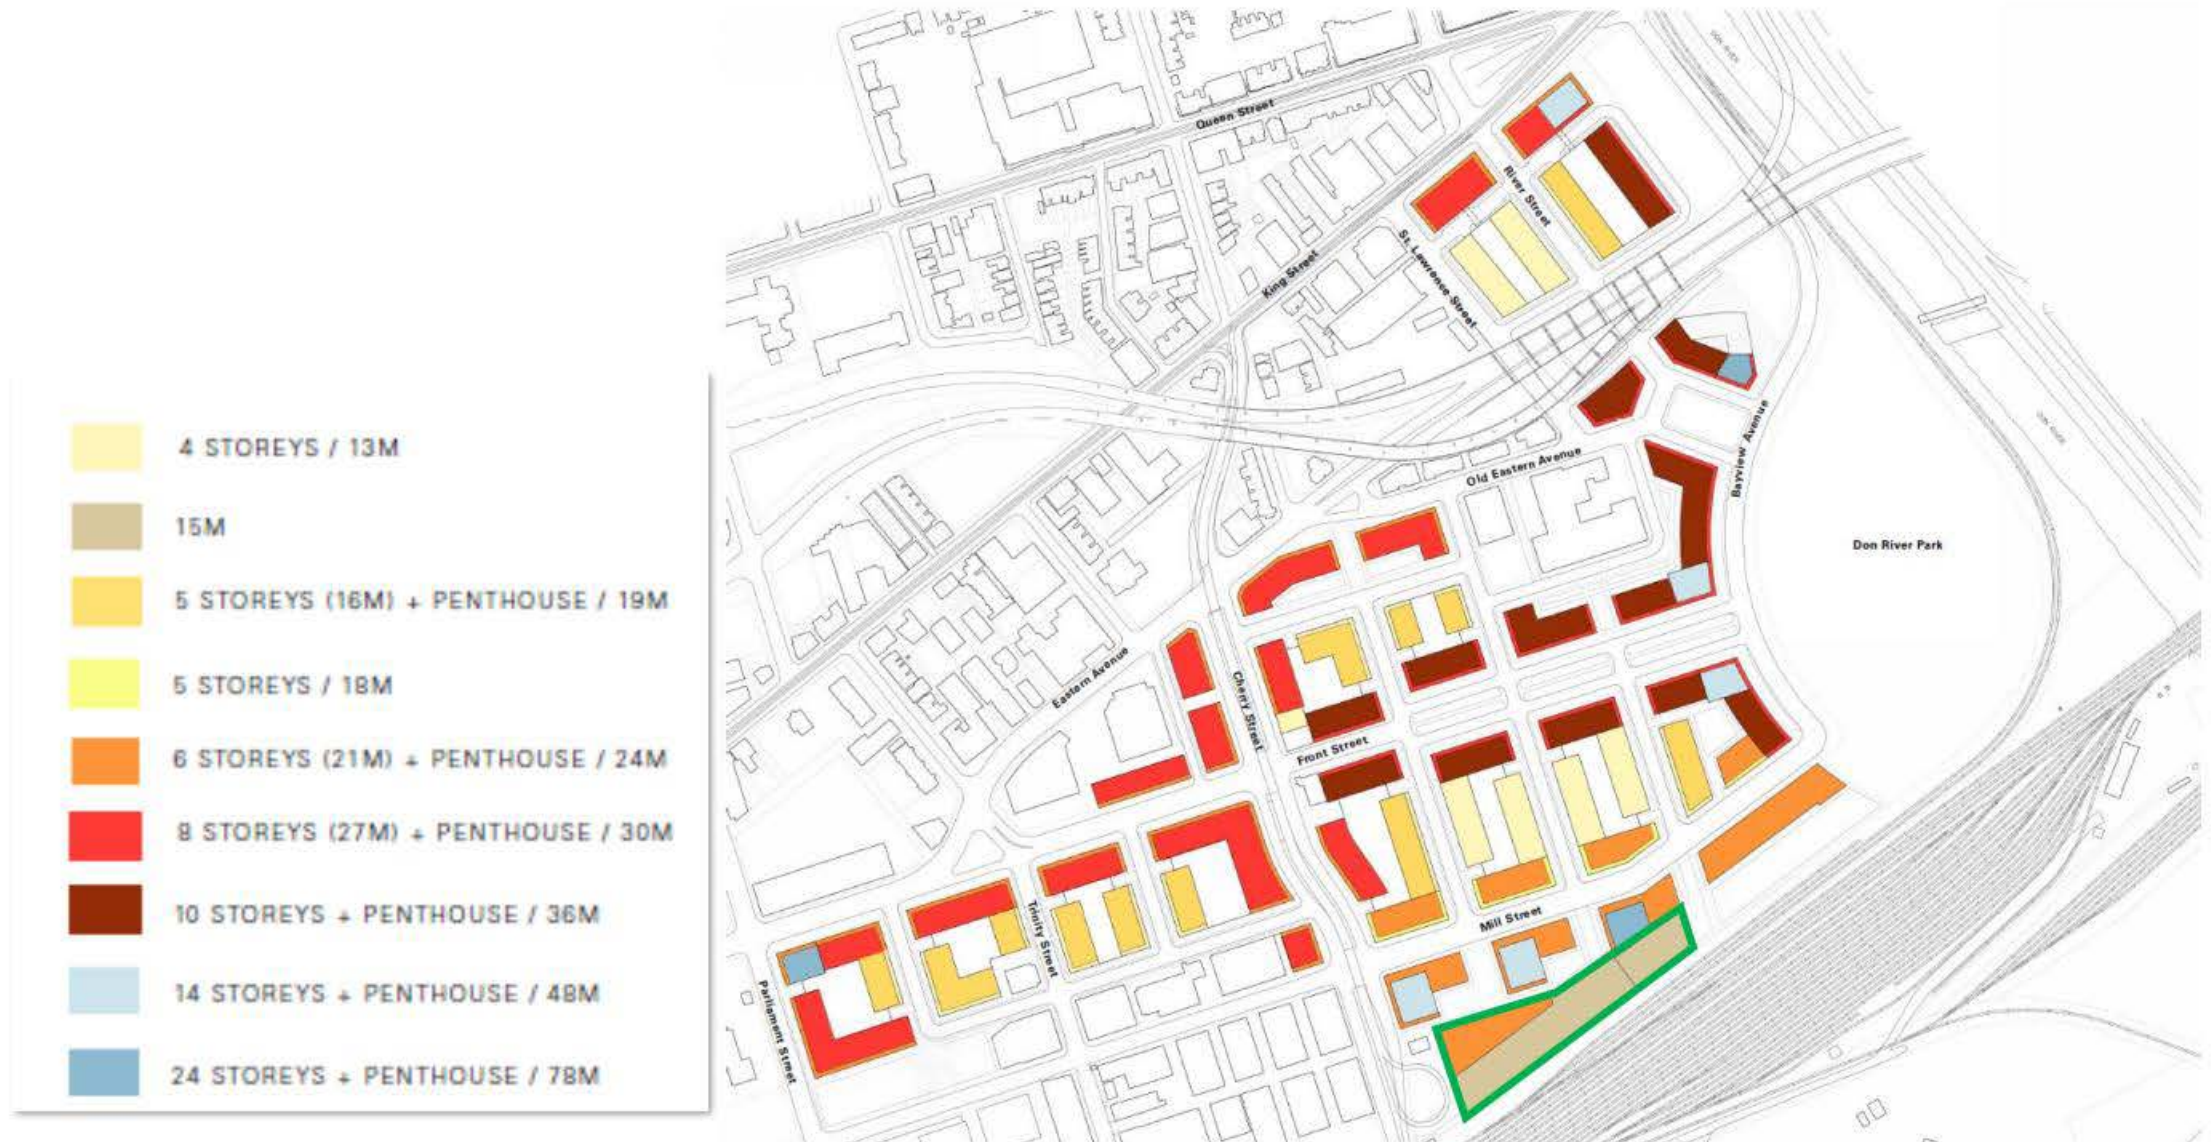 4 STOREYS / 13M
15M
5 STOREYS (16M) + PENTHOUSE / 19M
5 STOREYS / 18M
6 STOREYS (21M) + PENTHOUSE / 24M
8 STOREYS (27M) + PENTHOUSE / 30M
10 STOREYS + PENTHOUSE / 36M
14 STOREYS + PENTHOUSE / 48M
24 STOREYS + PENTHOUSE / 78M
Queen Street
River Street
St. Lawrence Street
King Street
Bayview Avenue
Old Eastern Avenue
Don River Park
Eastern Avenue
Cherry Street
Front Street
Mill Street
Trinity Street
Parliament Street